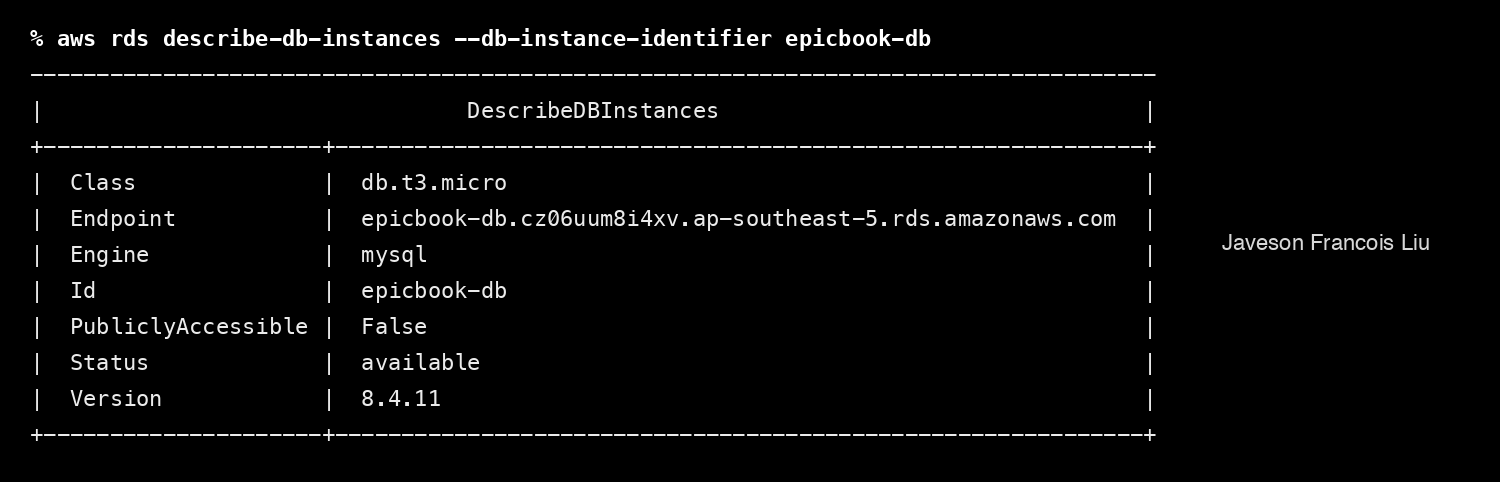 % aws rds describe-db-instances --db-instance-identifier epicbook-db
-------------------------------------------------------------------------------------
|                                DescribeDBInstances                                |
+---------------------+-------------------------------------------------------------+
|  Class              |  db.t3.micro                                                |
|  Endpoint           |  epicbook-db.cz06uum8i4xv.ap-southeast-5.rds.amazonaws.com  |
|  Engine             |  mysql                                                      |
Javeson Francois Liu
|  Id                 |  epicbook-db                                                |
|  PubliclyAccessible |  False                                                      |
|  Status             |  available                                                  |
|  Version            |  8.4.11                                                     |
+---------------------+-------------------------------------------------------------+